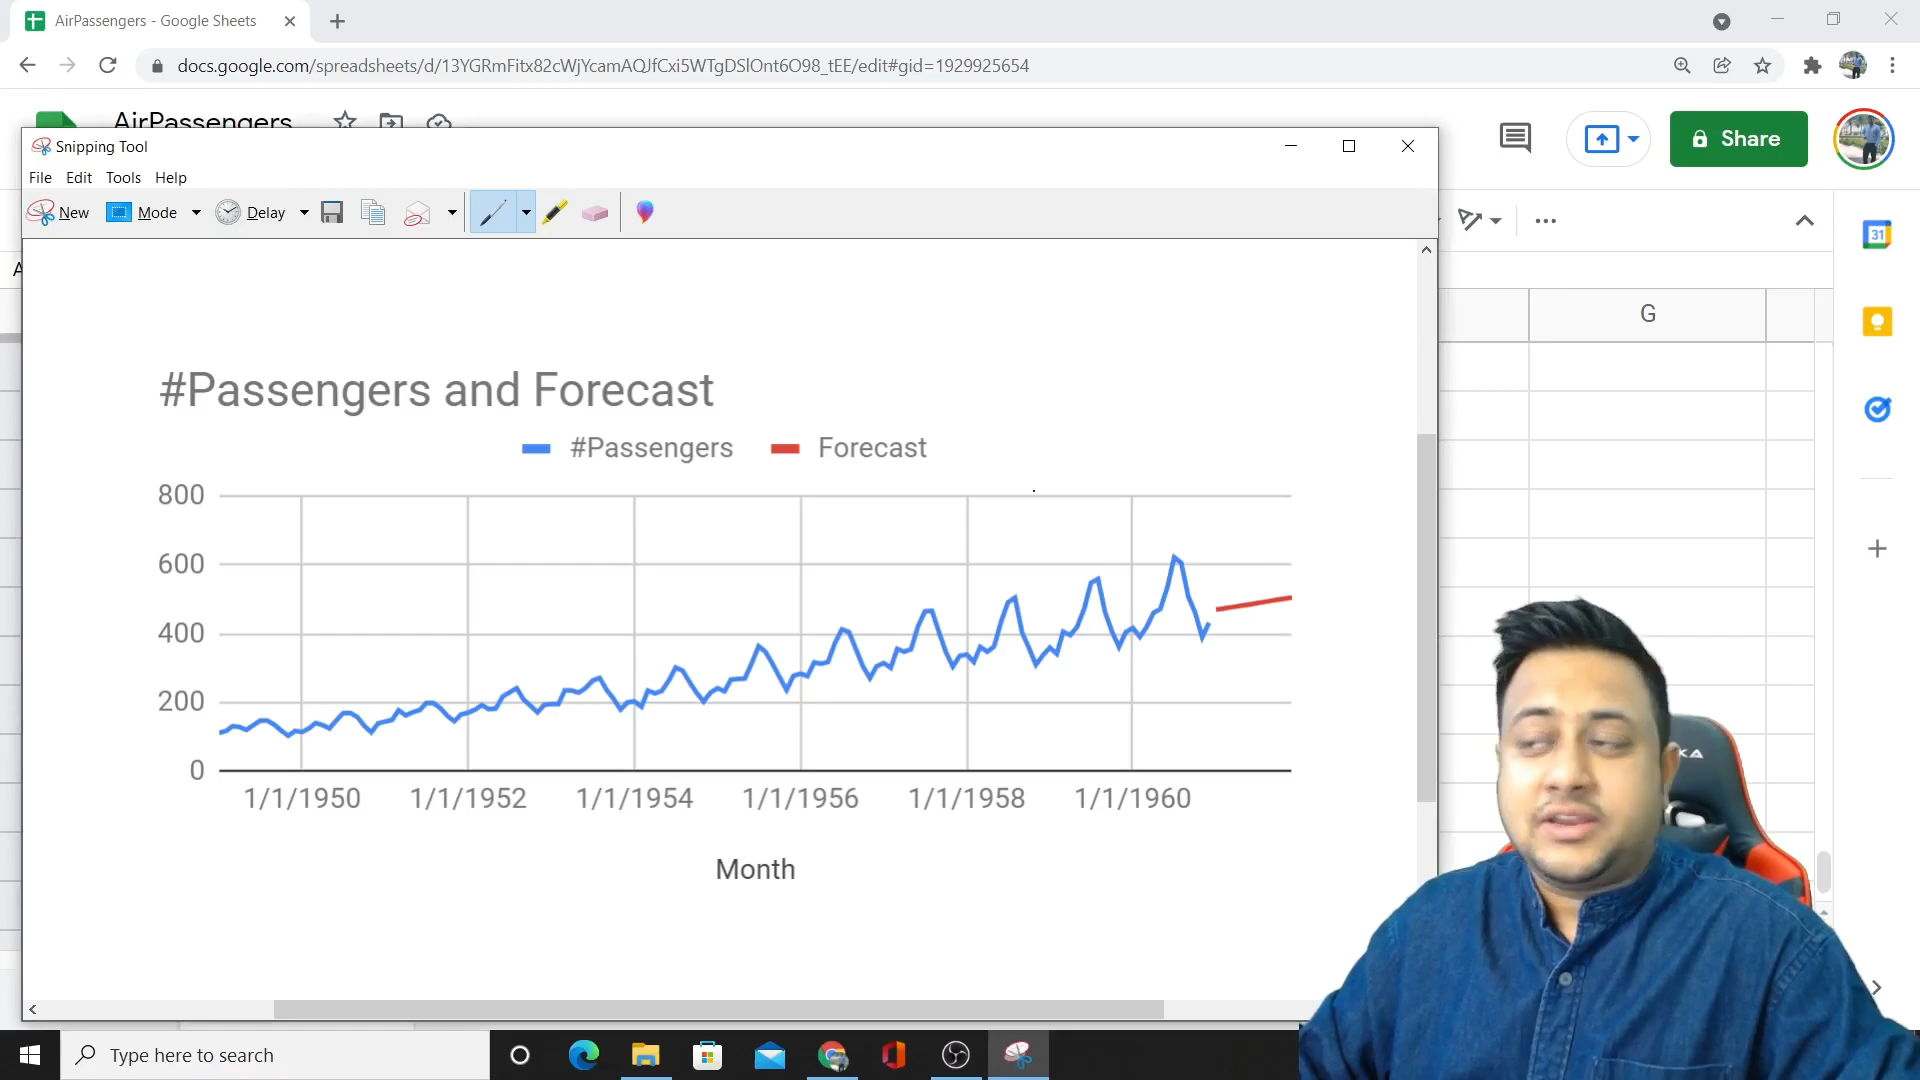 AirPassengers - Google Sheets
docs.google.com/spreadsheets/d/13YGRmFitx82cWjYcamAQJfCxi5WTgDSlOnt6O98_tEE/edit#gid=1929925654
AirPassengers
Share
Snipping Tool
File Edit Tools Help
New Mode Delay
31
A
G
#Passengers and Forecast
#Passengers Forecast
800
600
400
200
0
1/1/1950 1/1/1952 1/1/1954 1/1/1956 1/1/1958 1/1/1960
Month
KA
Type here to search